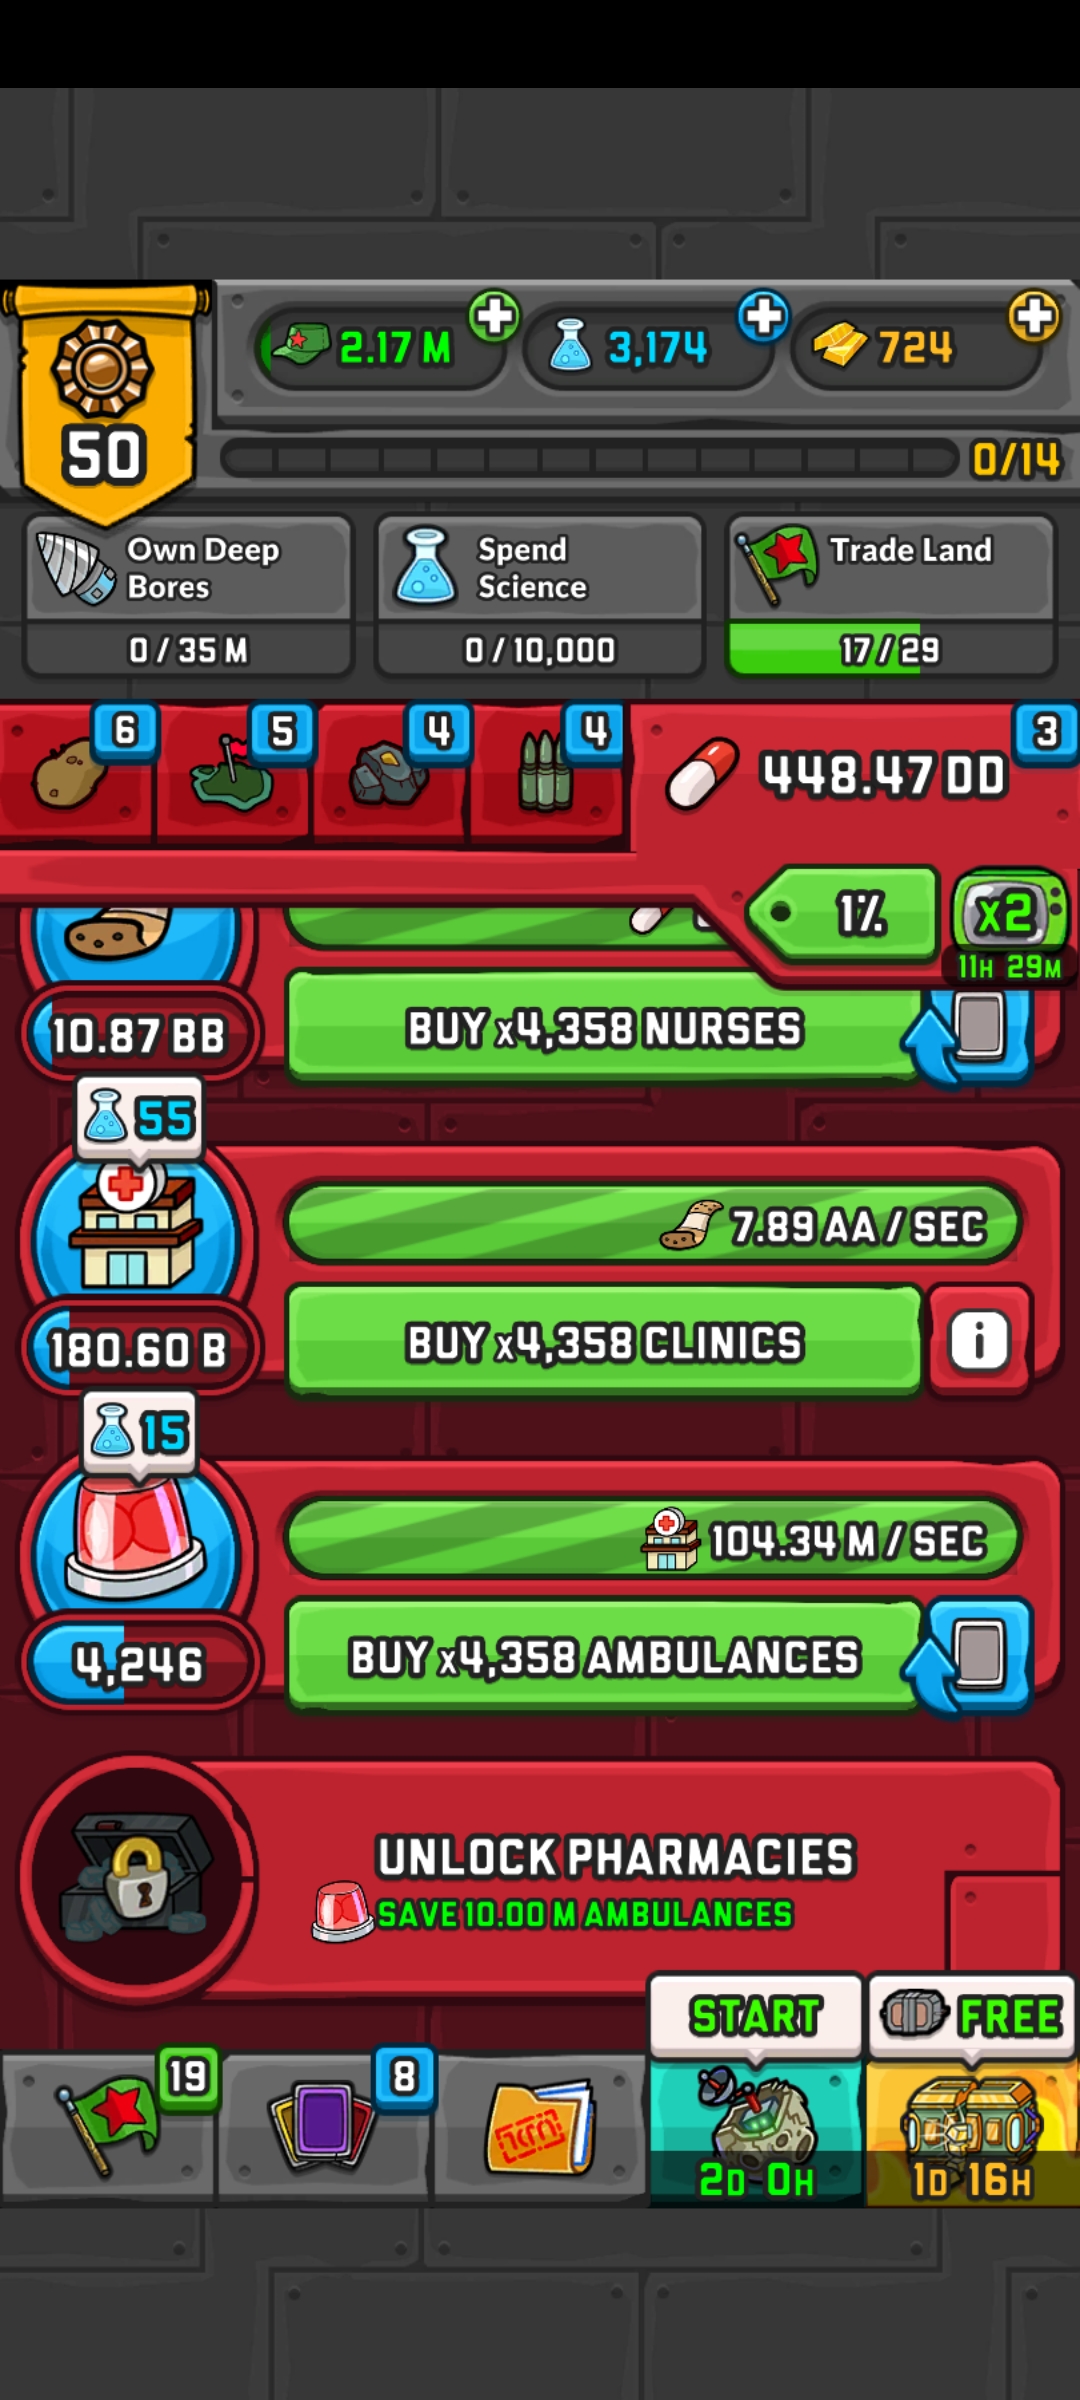 2.17 M
3,174
724
50
0/14
Own Deep
Bores
0 / 35 M
Spend
Science
0 / 10,000
Trade Land
17 / 29
6
5
4
4
3
448.47 DD
1%
x2
11H 29M
10.87 BB
BUY x4,358 NURSES
55
7.89 AA / SEC
180.60 B
BUY x4,358 CLINICS
i
15
104.34 M / SEC
4,246
BUY x4,358 AMBULANCES
UNLOCK PHARMACIES
SAVE 10.00 M AMBULANCES
START
FREE
19
8
2D 0H
1D 16H